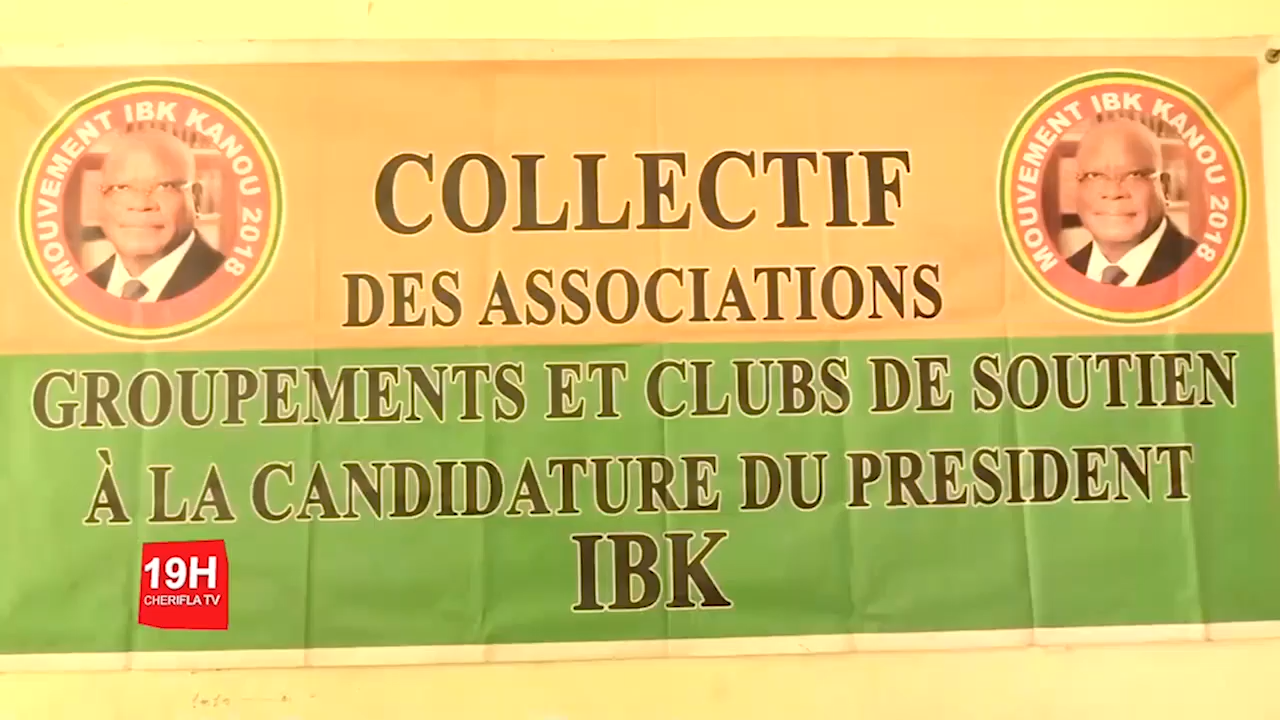 MOUVEMENT IBK KANOU 2018
MOUVEMENT IBK KANOU 2018
COLLECTIF
DES ASSOCIATIONS
GROUPEMENTS ET CLUBS DE SOUTIEN
À LA CANDIDATURE DU PRESIDENT
IBK
19H
CHERIFLA TV